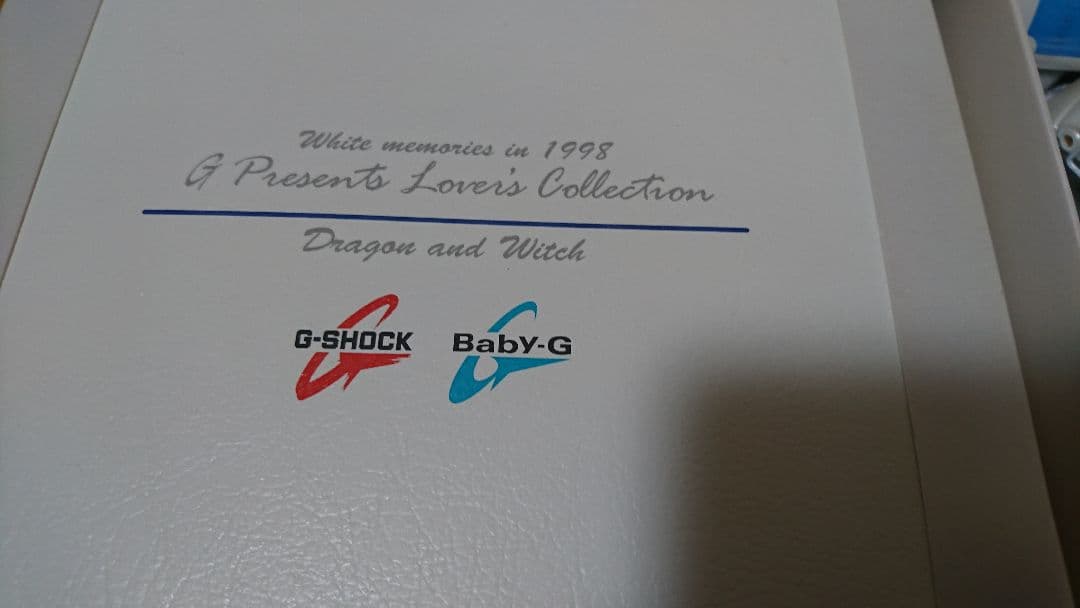 White memories in 1998
G Presents Lover's Collection
Dragon and Witch
G-SHOCK Baby-G